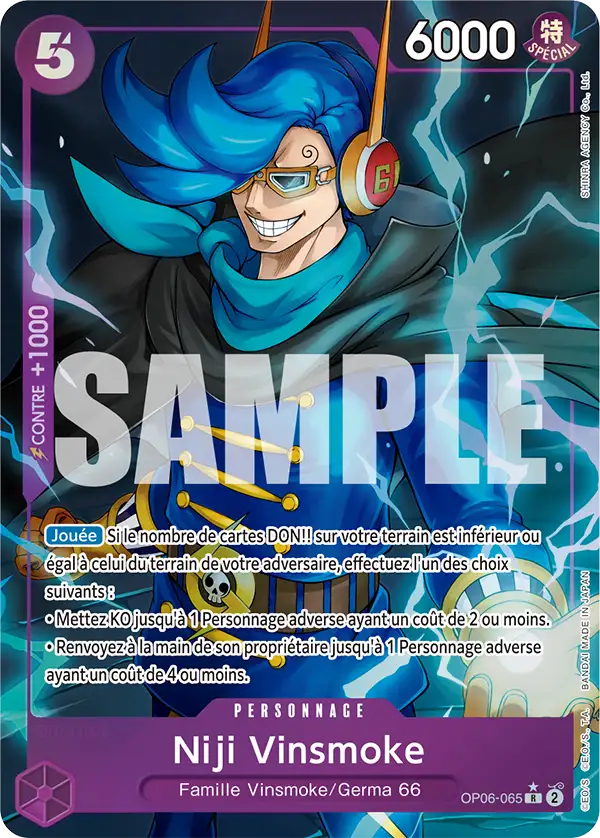 5
6000
特
SPÉCIAL
SHINRA AGENCY Co., Ltd.
66
CONTRE +1000
SAMPLE
Jouée Si le nombre de cartes DON!! sur votre terrain est inférieur ou
égal à celui du terrain de votre adversaire, effectuez l'un des choix
suivants :
• Mettez KO jusqu'à 1 Personnage adverse ayant un coût de 2 ou moins.
• Renvoyez à la main de son propriétaire jusqu'à 1 Personnage adverse
ayant un coût de 4 ou moins.
©E.O/S ©E.O./S., T.A. BANDAI MADE IN JAPAN
PERSONNAGE
Niji Vinsmoke
Famille Vinsmoke/Germa 66
OP06-065 R 2